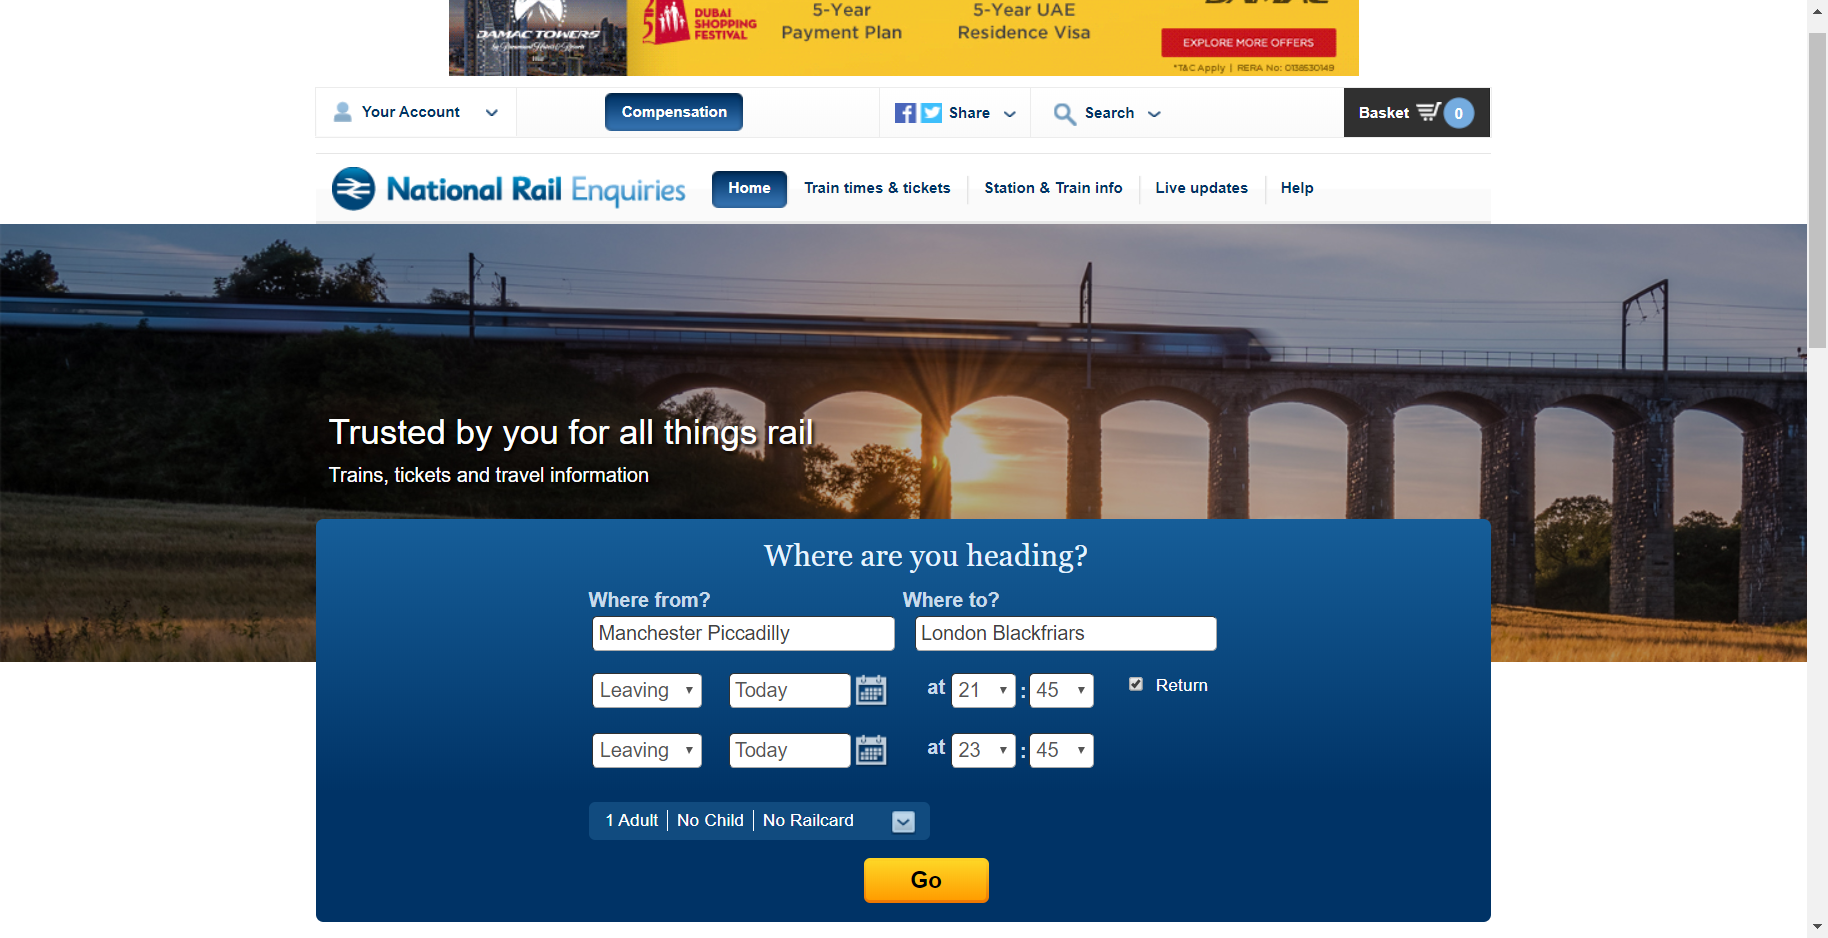 DAMAC TOWERS
by Paramount Hotels & Resorts
DUBAI
SHOPPING
FESTIVAL
5-Year
Payment Plan
5-Year UAE
Residence Visa
EXPLORE MORE OFFERS
*T&C Apply | RERA No: 0138530149
Your Account
Compensation
Share
Search
Basket 0
National Rail Enquiries
Home
Train times & tickets
Station & Train info
Live updates
Help
Trusted by you for all things rail
Trains, tickets and travel information
Where are you heading?
Where from? Where to?
Manchester Piccadilly London Blackfriars
Leaving Today at 21 : 45 Return
Leaving Today at 23 : 45
1 Adult | No Child | No Railcard
Go